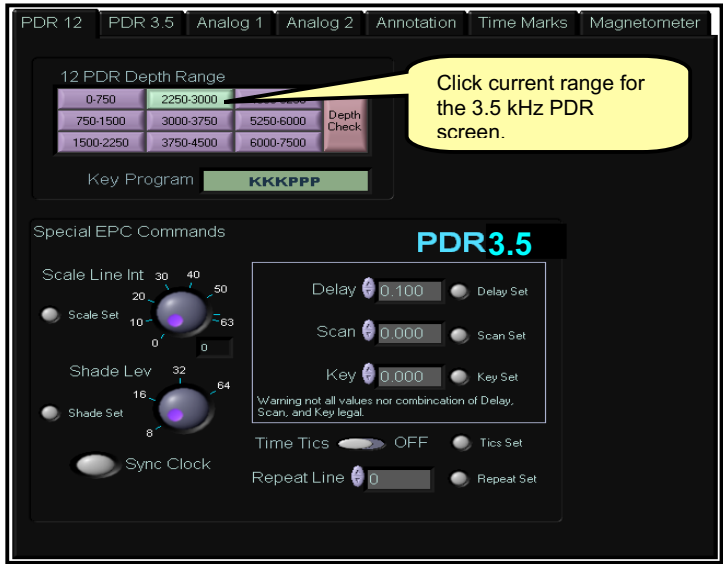 PDR 12 PDR 3.5 Analog 1 Analog 2 Annotation Time Marks Magnetometer
12 PDR Depth Range
0-750 2250-3000
750-1500 3000-3750 5250-6000
1500-2250 3750-4500 6000-7500
Depth
Check
Click current range for
the 3.5 kHz PDR
screen.
Key Program KKKPPP
Special EPC Commands
PDR3.5
Scale Line Int
0 10 20 30 40 50 63
Scale Set
0
Delay 0.100 Delay Set
Scan 0.000 Scan Set
Key 0.000 Key Set
Warning not all values nor combincation of Delay,
Scan, and Key legal.
Shade Lev
8 16 32 64
Shade Set
Time Tics OFF Tics Set
Sync Clock
Repeat Line 0 Repeat Set